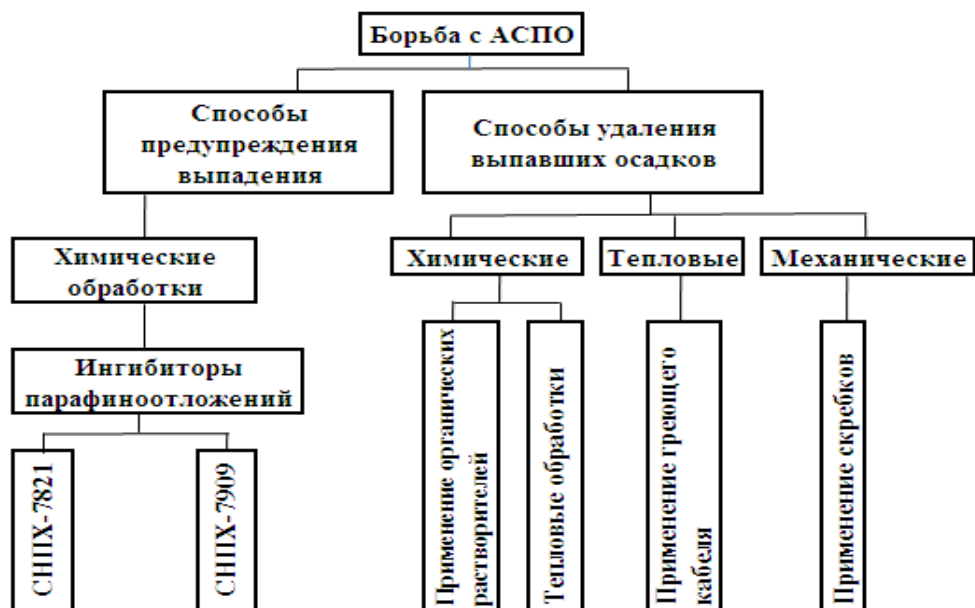 Борьба с АСПО
Способы
предупреждения
выпадения
Способы удаления
выпавших осадков
Химические
обработки
Химические
Тепловые
Механические
Ингибиторы
парафиноотложений
СНПХ-7821
СНПХ-7909
Применение органических
растворителей
Тепловые обработки
Применение греющего
кабеля
Применение скребков